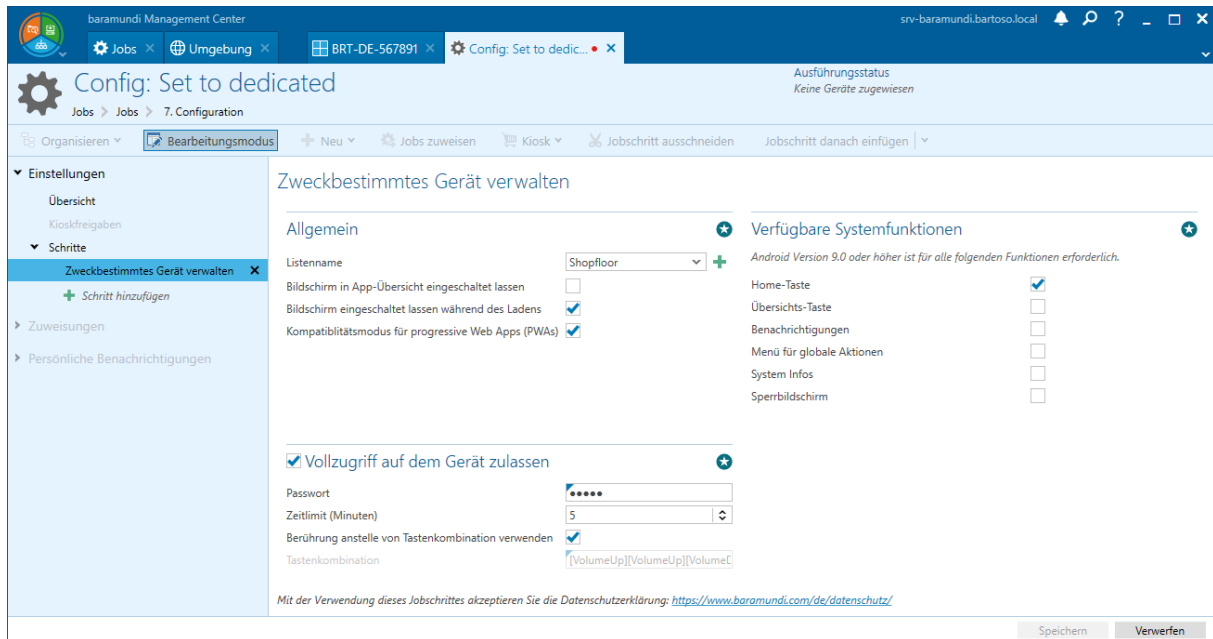 baramundi Management Center
srv-baramundi.bartoso.local
Jobs
Umgebung
BRT-DE-567891
Config: Set to dedic...
Config: Set to dedicated
Jobs > Jobs > 7. Configuration
Ausführungsstatus
Keine Geräte zugewiesen
Organisieren
Bearbeitungsmodus
Neu
Jobs zuweisen
Kiosk
Jobschritt ausschneiden
Jobschritt danach einfügen
Einstellungen
Übersicht
Kioskfreigaben
Schritte
Zweckbestimmtes Gerät verwalten
Schritt hinzufügen
Zuweisungen
Persönliche Benachrichtigungen
Zweckbestimmtes Gerät verwalten
Allgemein
Listenname
Shopfloor
Bildschirm in App-Übersicht eingeschaltet lassen
Bildschirm eingeschaltet lassen während des Ladens
Kompatiblitätsmodus für progressive Web Apps (PWAs)
Verfügbare Systemfunktionen
Android Version 9.0 oder höher ist für alle folgenden Funktionen erforderlich.
Home-Taste
Übersichts-Taste
Benachrichtigungen
Menü für globale Aktionen
System Infos
Sperrbildschirm
Vollzugriff auf dem Gerät zulassen
Passwort
•••••
Zeitlimit (Minuten)
5
Berührung anstelle von Tastenkombination verwenden
Tastenkombination
[VolumeUp][VolumeUp][Volume
Mit der Verwendung dieses Jobschrittes akzeptieren Sie die Datenschutzerklärung: https://www.baramundi.com/de/datenschutz/
Speichern
Verwerfen